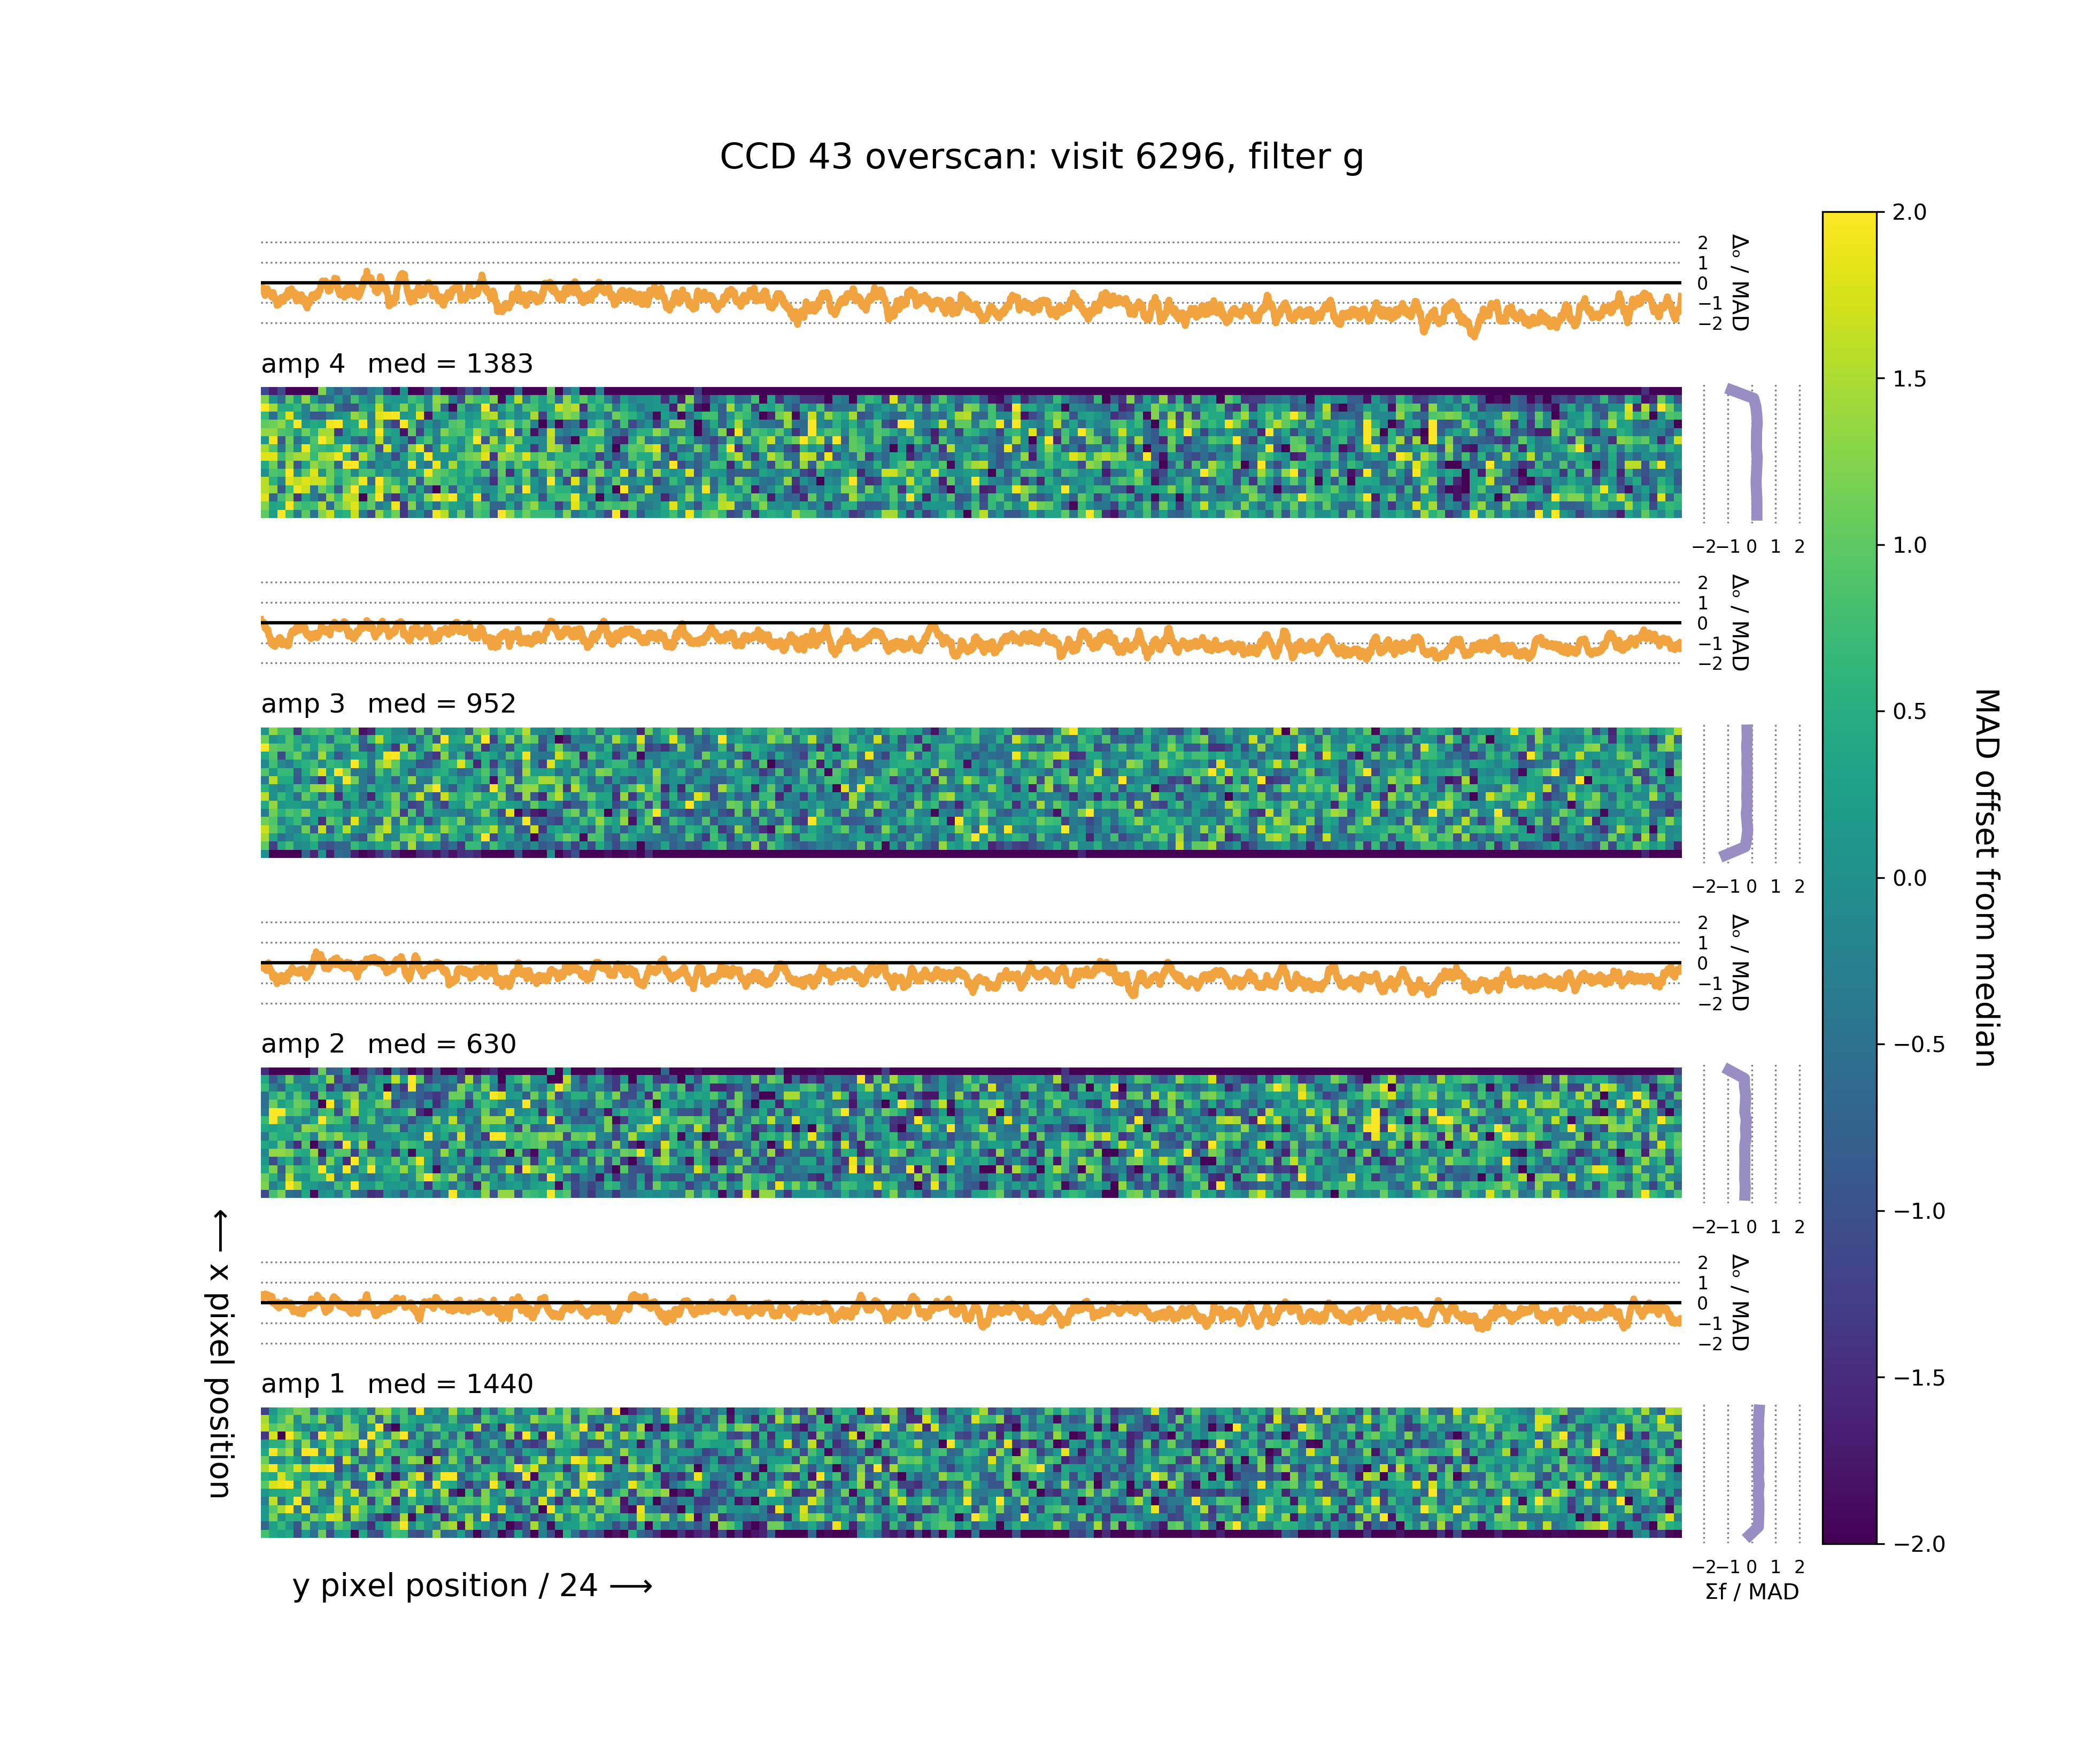 CCD 43 overscan: visit 6296, filter g
2
1
0
−1
−2
Δₒ / MAD
amp 4 med = 1383
−2 −1 0 1 2
2
1
0
−1
−2
Δₒ / MAD
amp 3 med = 952
−2 −1 0 1 2
2
1
0
−1
−2
Δₒ / MAD
amp 2 med = 630
−2 −1 0 1 2
2
1
0
−1
−2
Δₒ / MAD
amp 1 med = 1440
−2 −1 0 1 2
Σf / MAD
x pixel position ⟶
y pixel position / 24 ⟶
2.0
1.5
1.0
0.5
0.0
−0.5
−1.0
−1.5
−2.0
MAD offset from median